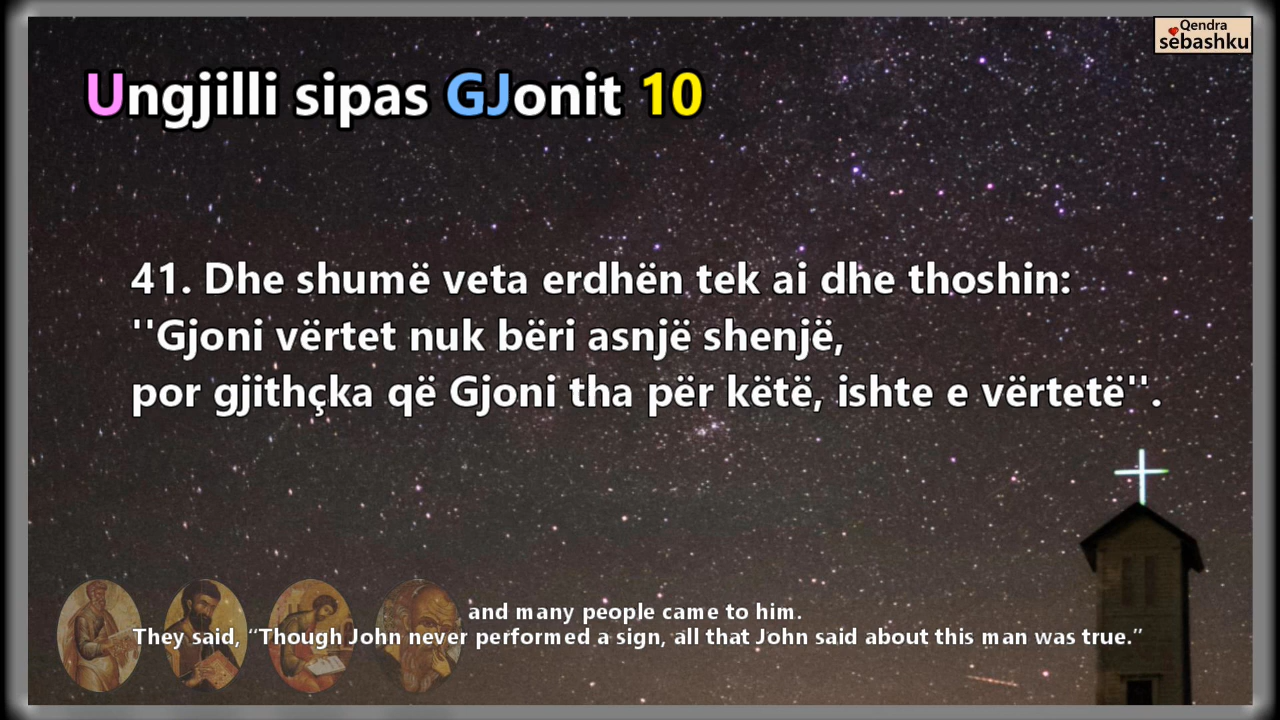 Qendra
sëbashku
Ungjilli sipas GJonit 10
41. Dhe shumë veta erdhën tek ai dhe thoshin:
''Gjoni vërtet nuk bëri asnjë shenjë,
por gjithçka që Gjoni tha për këtë, ishte e vërtetë''.
and many people came to him.
They said, “Though John never performed a sign, all that John said about this man was true.”